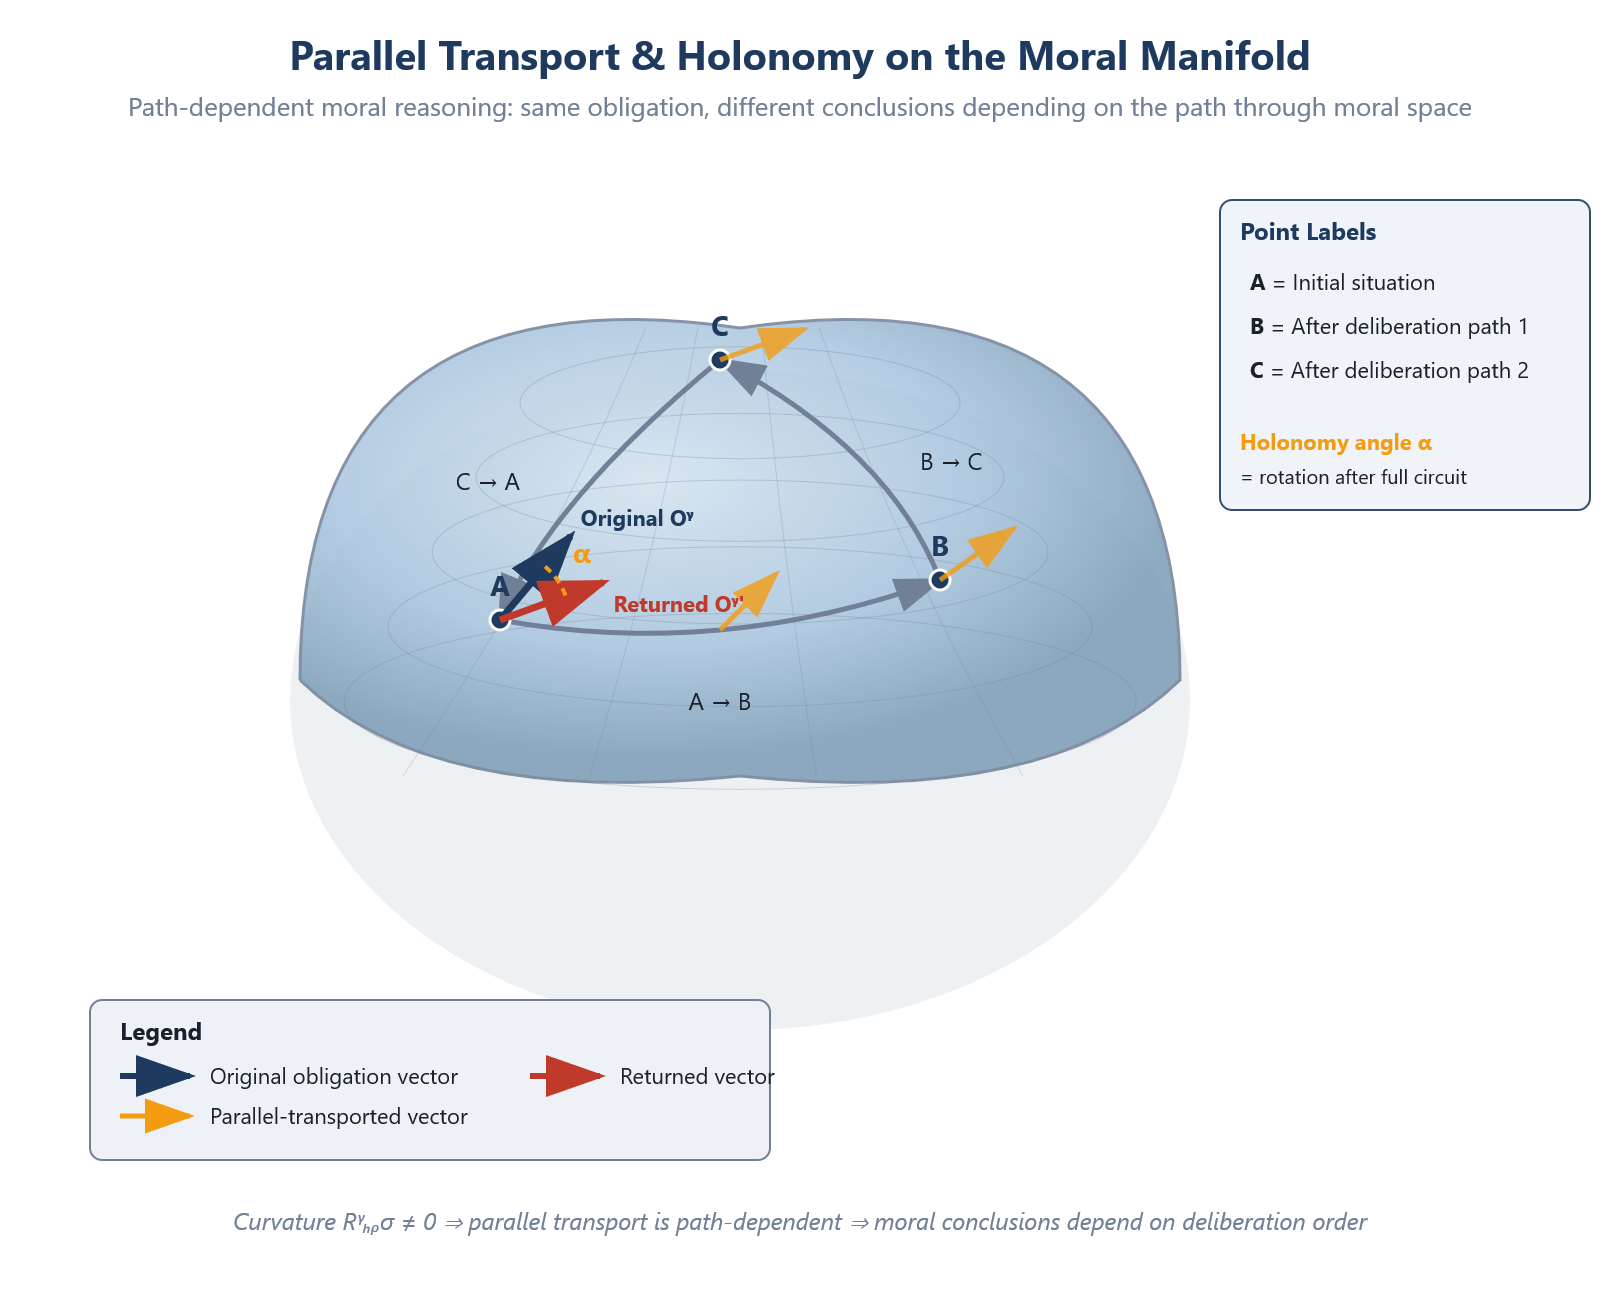 Parallel Transport & Holonomy on the Moral Manifold
Path-dependent moral reasoning: same obligation, different conclusions depending on the path through moral space
Point Labels
A = Initial situation
B = After deliberation path 1
C = After deliberation path 2
Holonomy angle α
= rotation after full circuit
C
B → C
C → A
Original Oᵞ
α
B
A
Returned Oᵞ'
A → B
Legend
Original obligation vector
Returned vector
Parallel-transported vector
Curvature Rᵞₕᵨσ ≠ 0 ⇒ parallel transport is path-dependent ⇒ moral conclusions depend on deliberation order